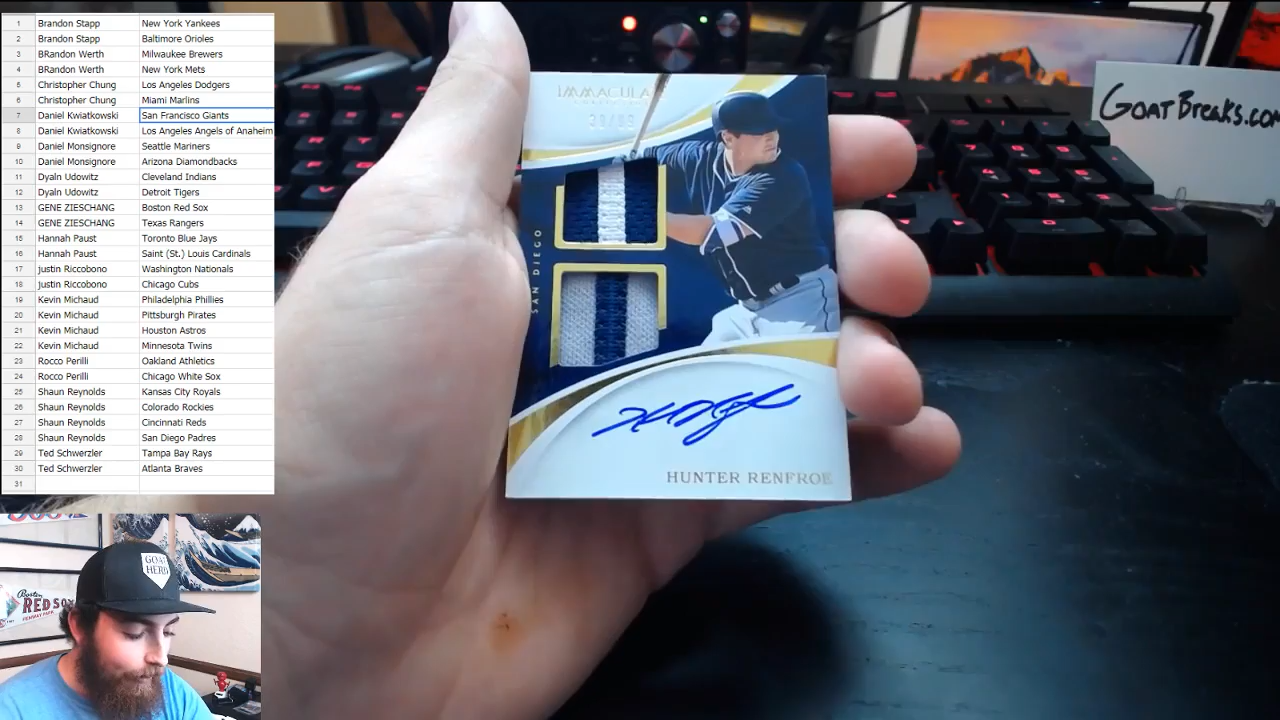 1 Brandon Stapp New York Yankees
2 Brandon Stapp Baltimore Orioles
3 BRandon Werth Milwaukee Brewers
4 BRandon Werth New York Mets
5 Christopher Chung Los Angeles Dodgers
6 Christopher Chung Miami Marlins
7 Daniel Kwiatkowski San Francisco Giants
8 Daniel Kwiatkowski Los Angeles Angels of Anaheim
9 Daniel Monsignore Seattle Mariners
10 Daniel Monsignore Arizona Diamondbacks
11 Dyaln Udowitz Cleveland Indians
12 Dyaln Udowitz Detroit Tigers
13 GENE ZIESCHANG Boston Red Sox
14 GENE ZIESCHANG Texas Rangers
15 Hannah Paust Toronto Blue Jays
16 Hannah Paust Saint (St.) Louis Cardinals
17 justin Riccobono Washington Nationals
18 justin Riccobono Chicago Cubs
19 Kevin Michaud Philadelphia Phillies
20 Kevin Michaud Pittsburgh Pirates
21 Kevin Michaud Houston Astros
22 Kevin Michaud Minnesota Twins
23 Rocco Perilli Oakland Athletics
24 Rocco Perilli Chicago White Sox
25 Shaun Reynolds Kansas City Royals
26 Shaun Reynolds Colorado Rockies
27 Shaun Reynolds Cincinnati Reds
28 Shaun Reynolds San Diego Padres
29 Ted Schwerzler Tampa Bay Rays
30 Ted Schwerzler Atlanta Braves
31
IMMACULA
SAN DIEGO
HUNTER RENFROE
GOATBREAKS.COM
GOAT
HERD
Boston
RED SOX
FENWAY PARK